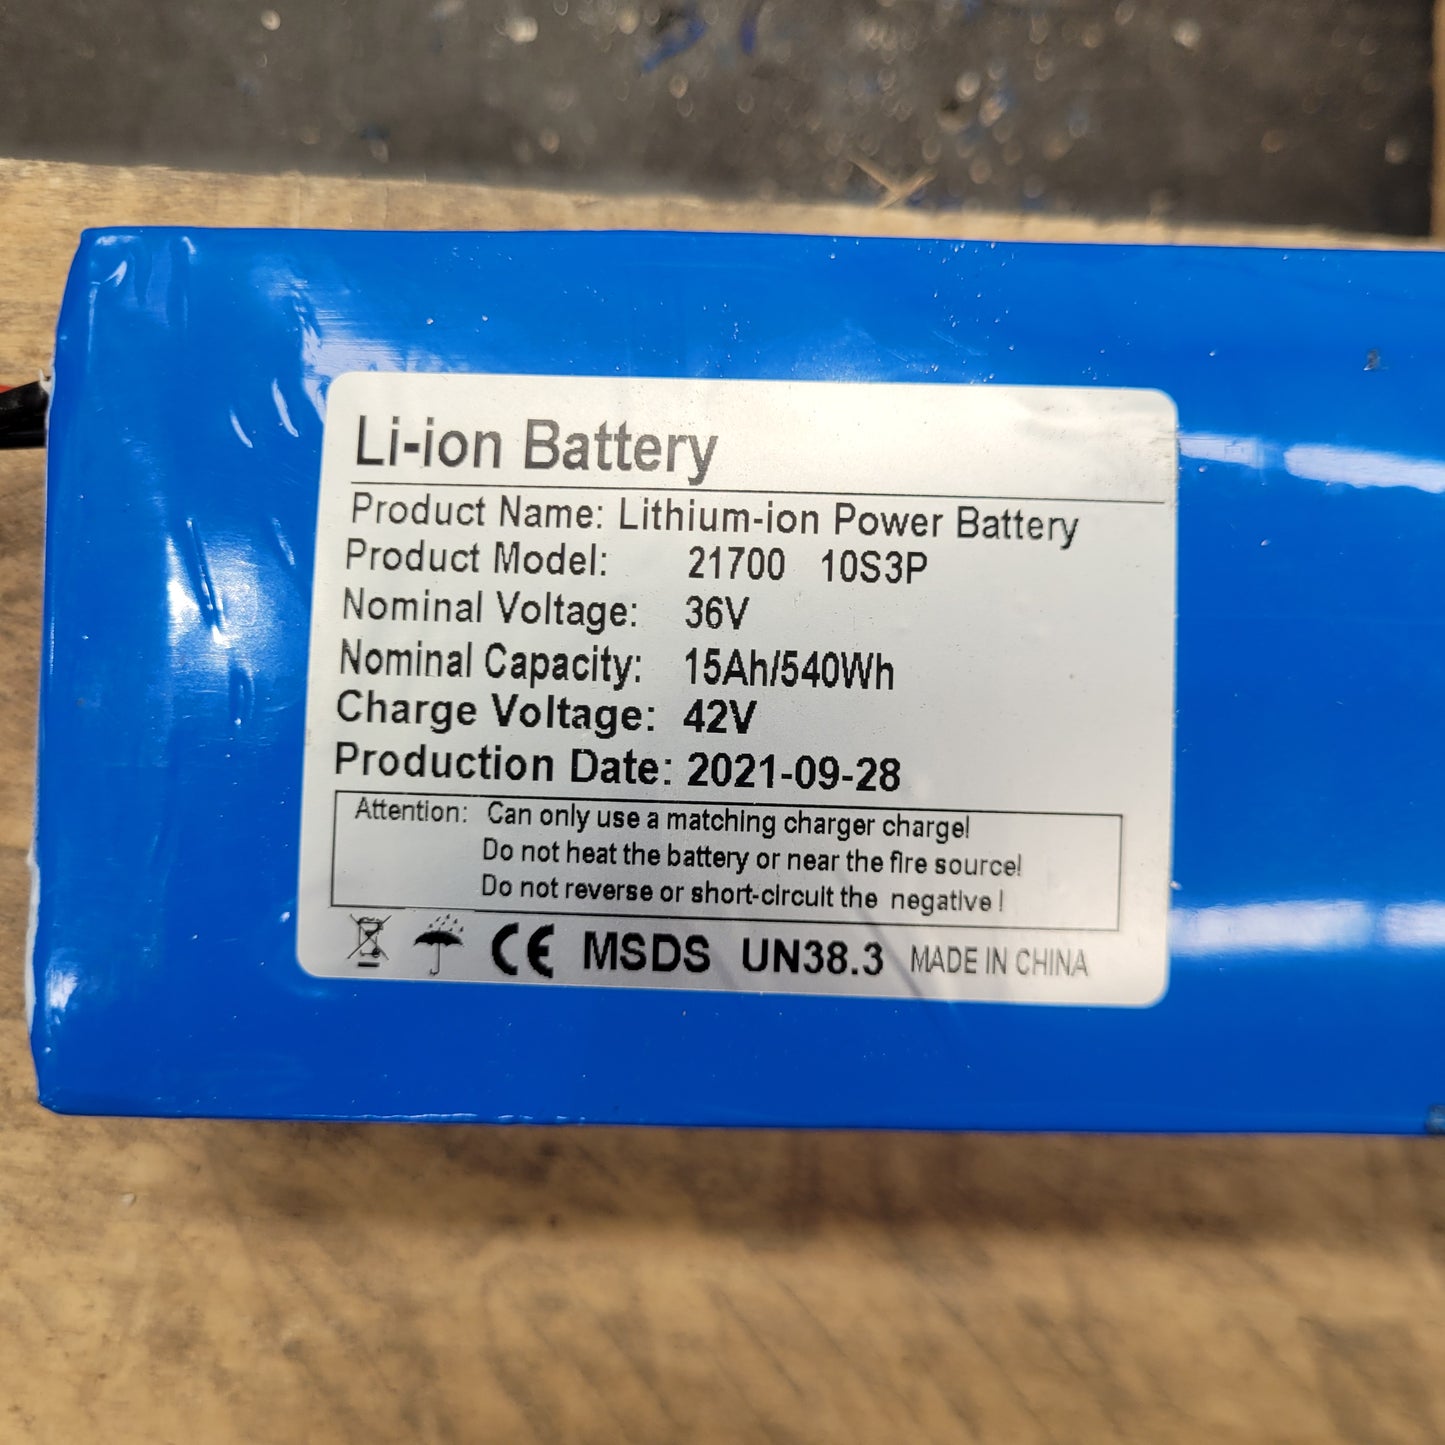 Li-ion Battery
Product Name: Lithium-ion Power Battery
Product Model: 21700 10S3P
Nominal Voltage: 36V
Nominal Capacity: 15Ah/540Wh
Charge Voltage: 42V
Production Date: 2021-09-28
Attention: Can only use a matching charger charge!
Do not heat the battery or near the fire source!
Do not reverse or short-circuit the negative !
CE MSDS UN38.3 MADE IN CHINA